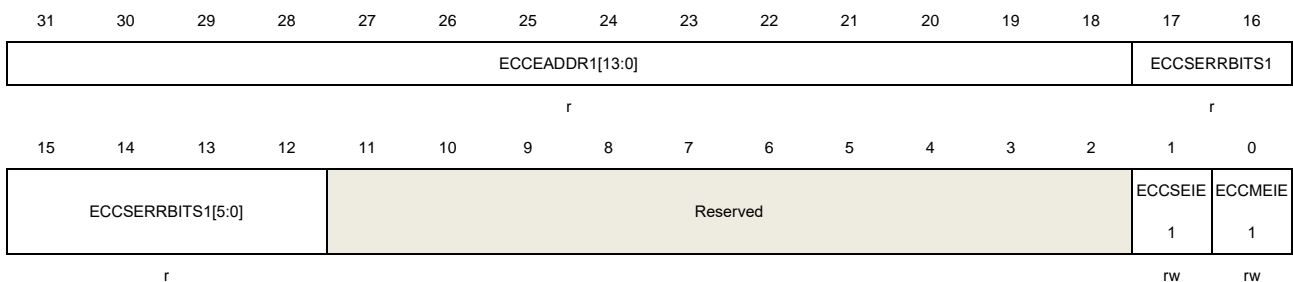 31 30 29 28 27 26 25 24 23 22 21 20 19 18 17 16
ECCEADDR1[13:0] ECCSERRBITS1
r r
15 14 13 12 11 10 9 8 7 6 5 4 3 2 1 0
ECCSERRBITS1[5:0] Reserved ECCSEIE ECCMEIE
1 1
r rw rw